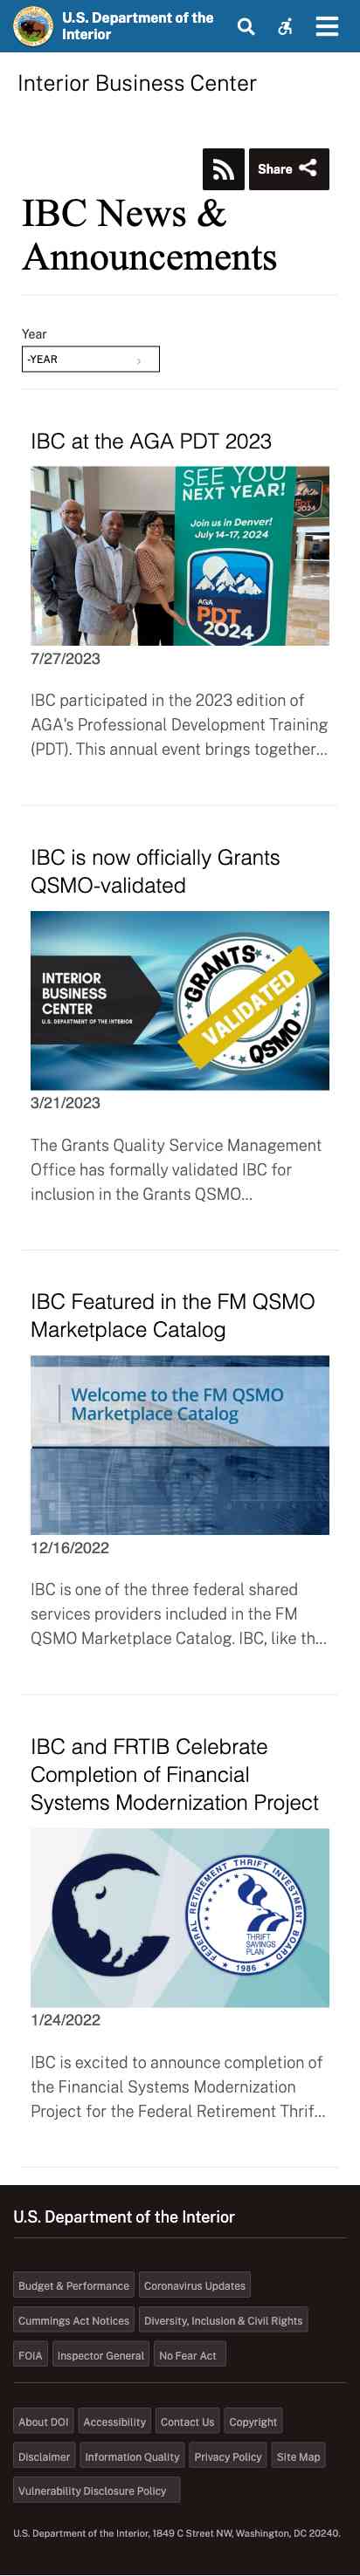 U.S. Department of the
Interior
Interior Business Center
Share
IBC News &
Announcements
Year
-YEAR
IBC at the AGA PDT 2023
SEE YOU
NEXT YEAR!
Join us in Denver!
July 14-17, 2024
AGA
PDT
2024
7/27/2023
IBC participated in the 2023 edition of
AGA's Professional Development Training
(PDT). This annual event brings together...
IBC is now officially Grants
QSMO-validated
INTERIOR
BUSINESS
CENTER
U.S. DEPARTMENT OF THE INTERIOR
GRANTS
VALIDATED
QSMO
3/21/2023
The Grants Quality Service Management
Office has formally validated IBC for
inclusion in the Grants QSMO...
IBC Featured in the FM QSMO
Marketplace Catalog
Welcome to the FM QSMO
Marketplace Catalog
12/16/2022
IBC is one of the three federal shared
services providers included in the FM
QSMO Marketplace Catalog. IBC, like th...
IBC and FRTIB Celebrate
Completion of Financial
Systems Modernization Project
FEDERAL RETIREMENT THRIFT INVESTMENT BOARD
THRIFT
SAVINGS
PLAN
1986
1/24/2022
IBC is excited to announce completion of
the Financial Systems Modernization
Project for the Federal Retirement Thrif...
U.S. Department of the Interior
Budget & Performance Coronavirus Updates
Cummings Act Notices Diversity, Inclusion & Civil Rights
FOIA Inspector General No Fear Act
About DOI Accessibility Contact Us Copyright
Disclaimer Information Quality Privacy Policy Site Map
Vulnerability Disclosure Policy
U.S. Department of the Interior, 1849 C Street NW, Washington, DC 20240.